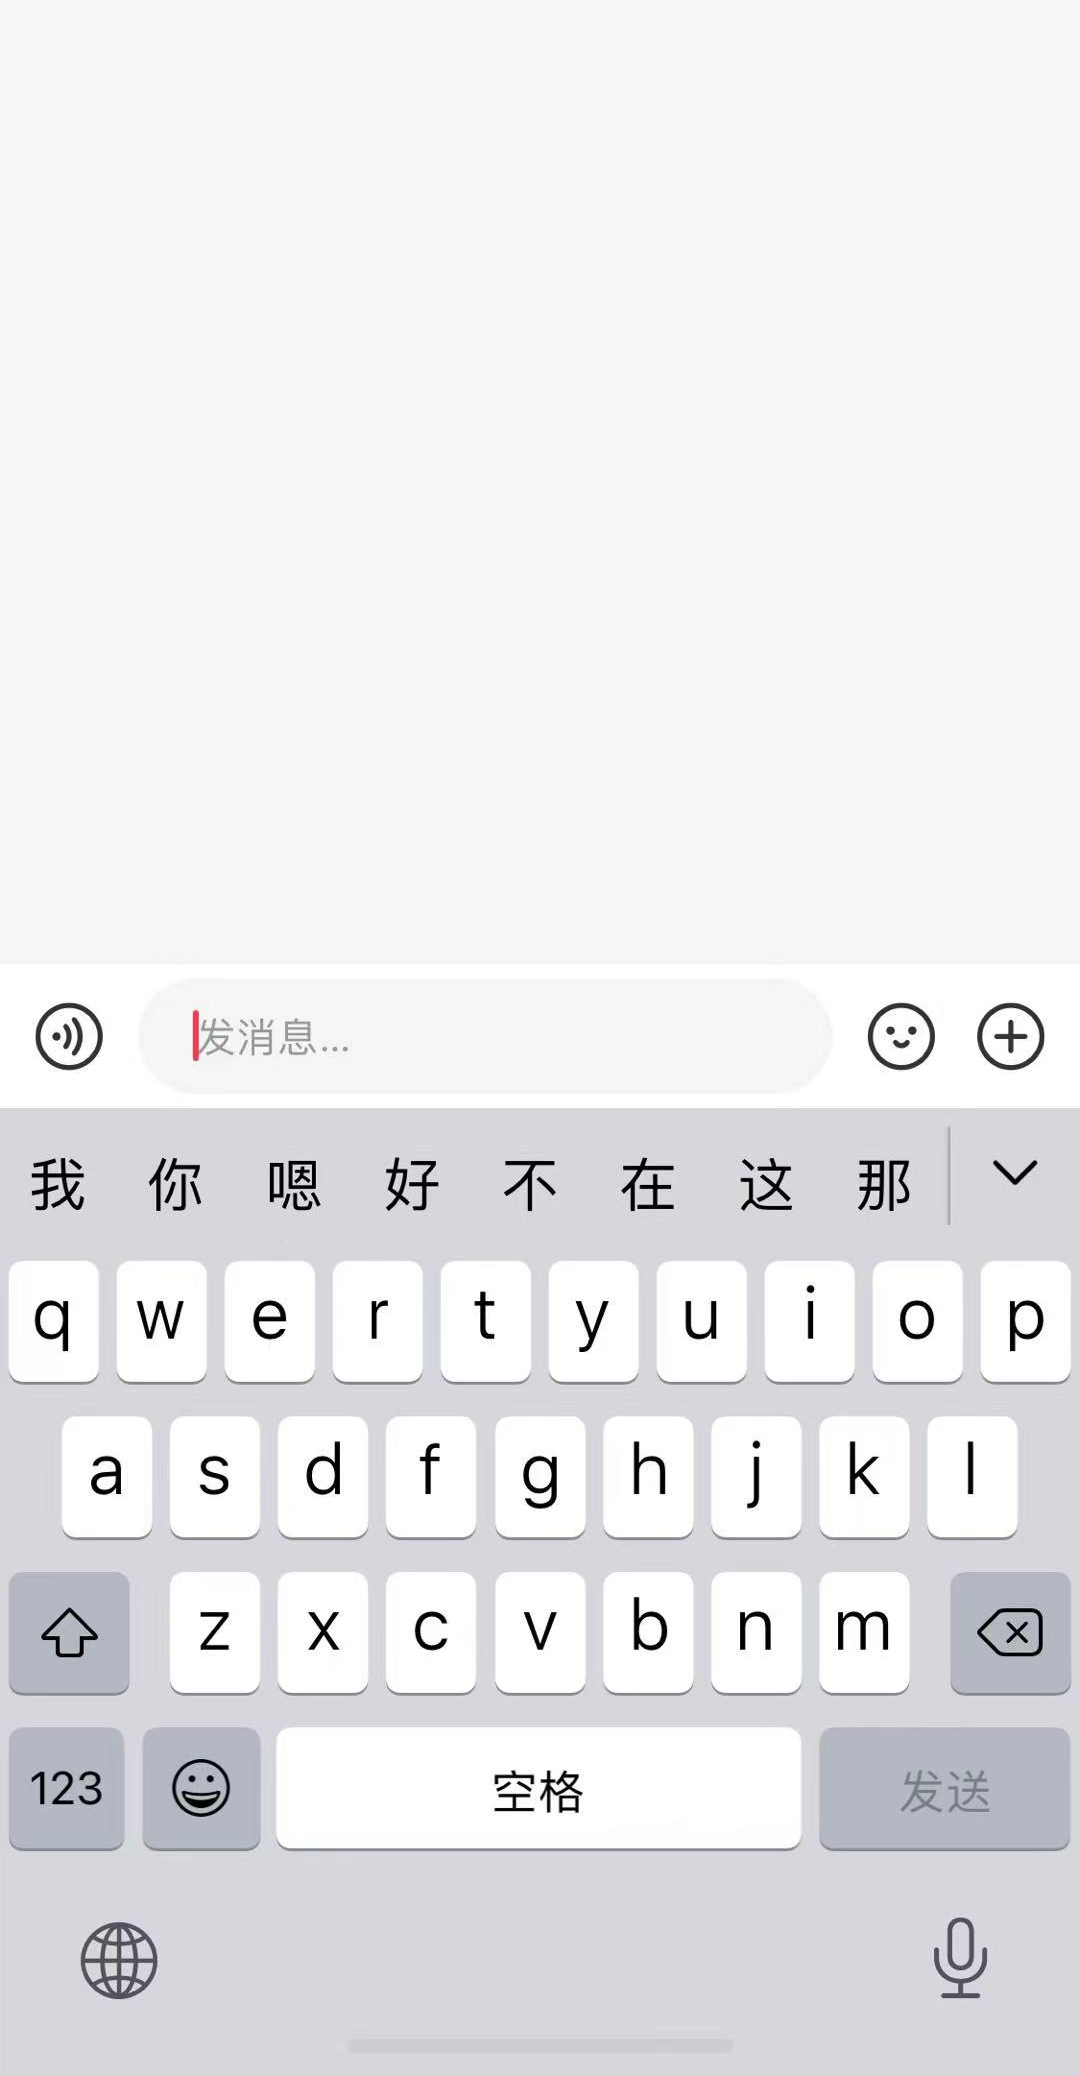 发消息...
我 你 嗯 好 不 在 这 那
q w e r t y u i o p
a s d f g h j k l
z x c v b n m
123 空格 发送